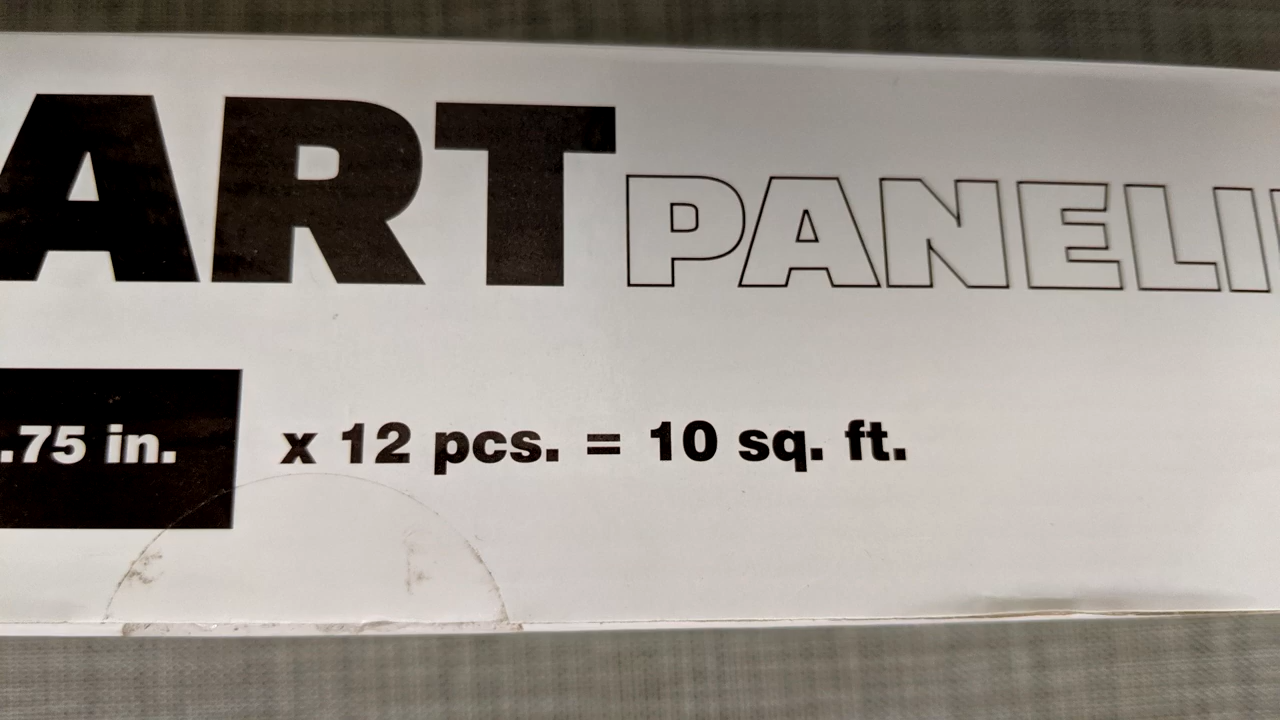 ART PANELI
.75 in. x 12 pcs. = 10 sq. ft.